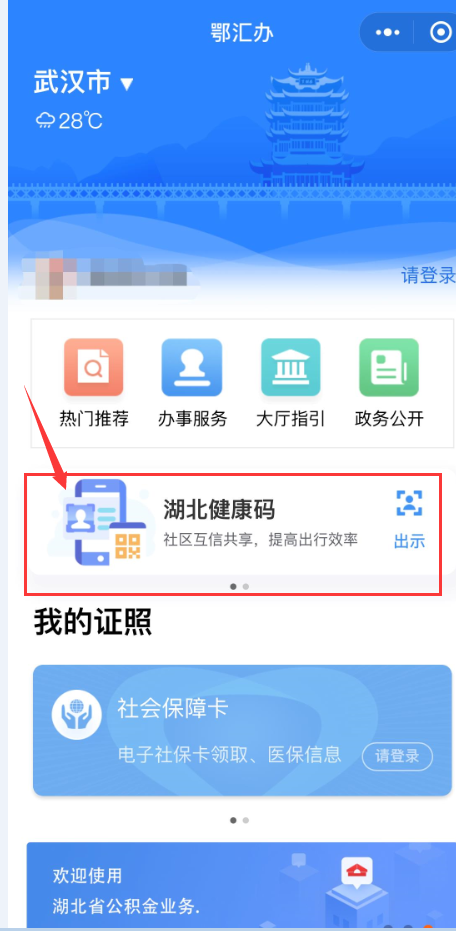 鄂汇办
武汉市
28℃
请登录
热门推荐 办事服务 大厅指引 政务公开
湖北健康码
社区互信共享，提高出行效率
出示
我的证照
社会保障卡
电子社保卡领取、医保信息
请登录
欢迎使用
湖北省公积金业务.